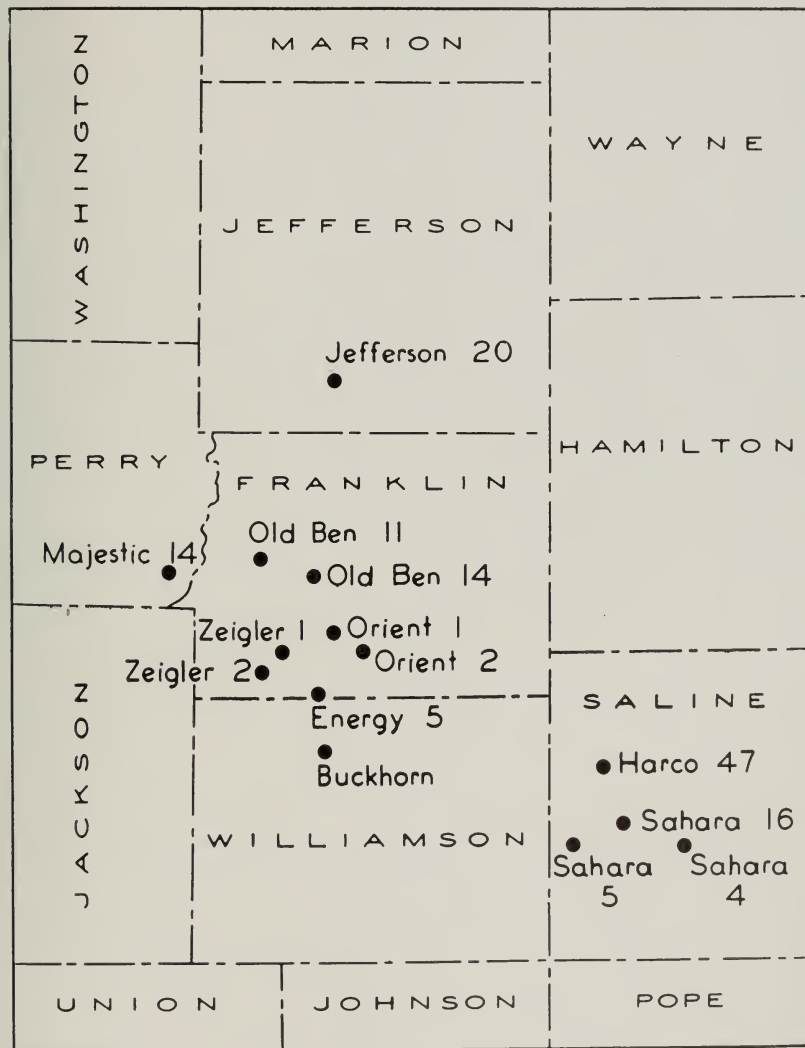 MARION
WASHINGTON
WAYNE
JEFFERSON
Jefferson 20
PERRY
FRANKLIN
HAMILTON
Old Ben 11
Majestic 14
Old Ben 14
Zeigler 1
Orient 1
Zeigler 2
Orient 2
SALINE
Energy 5
JACKSON
Harco 47
Buckhorn
WILLIAMSON
Sahara 16
Sahara
5
Sahara
4
UNION
JOHNSON
POPE